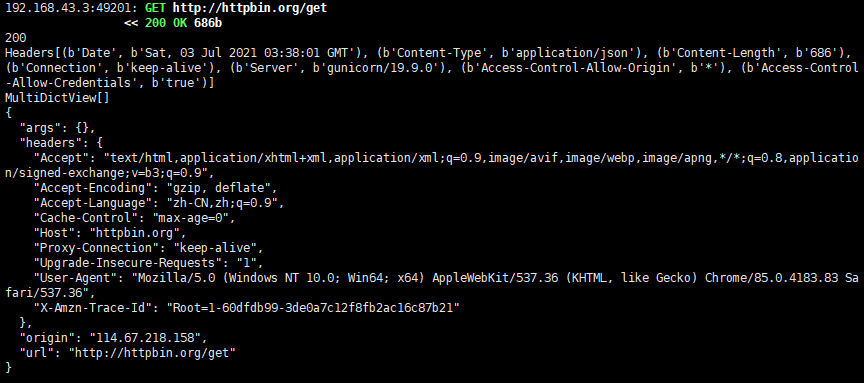 192.168.43.3:49201: GET http://httpbin.org/get
<< 200 OK 686b
200
Headers[(b'Date', b'Sat, 03 Jul 2021 03:38:01 GMT'), (b'Content-Type', b'application/json'), (b'Content-Length', b'686'),
(b'Connection', b'keep-alive'), (b'Server', b'gunicorn/19.9.0'), (b'Access-Control-Allow-Origin', b'*'), (b'Access-Control
-Allow-Credentials', b'true')]
MultiDictView[]
{
  "args": {},
  "headers": {
    "Accept": "text/html,application/xhtml+xml,application/xml;q=0.9,image/avif,image/webp,image/apng,*/*;q=0.8,applicatio
n/signed-exchange;v=b3;q=0.9",
    "Accept-Encoding": "gzip, deflate",
    "Accept-Language": "zh-CN,zh;q=0.9",
    "Cache-Control": "max-age=0",
    "Host": "httpbin.org",
    "Proxy-Connection": "keep-alive",
    "Upgrade-Insecure-Requests": "1",
    "User-Agent": "Mozilla/5.0 (Windows NT 10.0; Win64; x64) AppleWebKit/537.36 (KHTML, like Gecko) Chrome/85.0.4183.83 Sa
fari/537.36",
    "X-Amzn-Trace-Id": "Root=1-60dfdb99-3de0a7c12f8fb2ac16c87b21"
  },
  "origin": "114.67.218.158",
  "url": "http://httpbin.org/get"
}